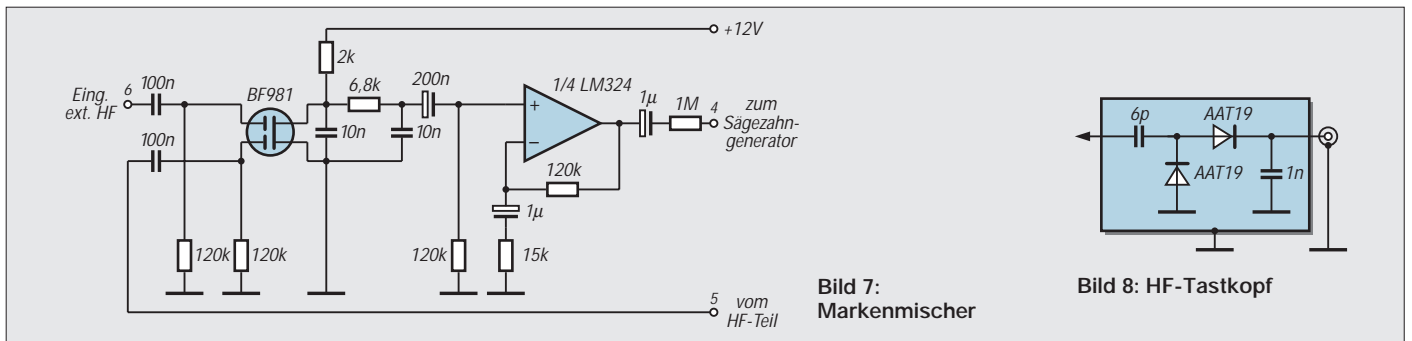 +12V
2k
Eing.
ext. HF
6
100n
BF981
6,8k
200n
1/4 LM324
1µ
1M
4
zum
Sägezahn-
generator
10n
10n
+
−
100n
120k
1µ
120k
120k
120k
15k
5
vom
HF-Teil
Bild 7:
Markenmischer
6p
AAT19
AAT19
1n
Bild 8: HF-Tastkopf